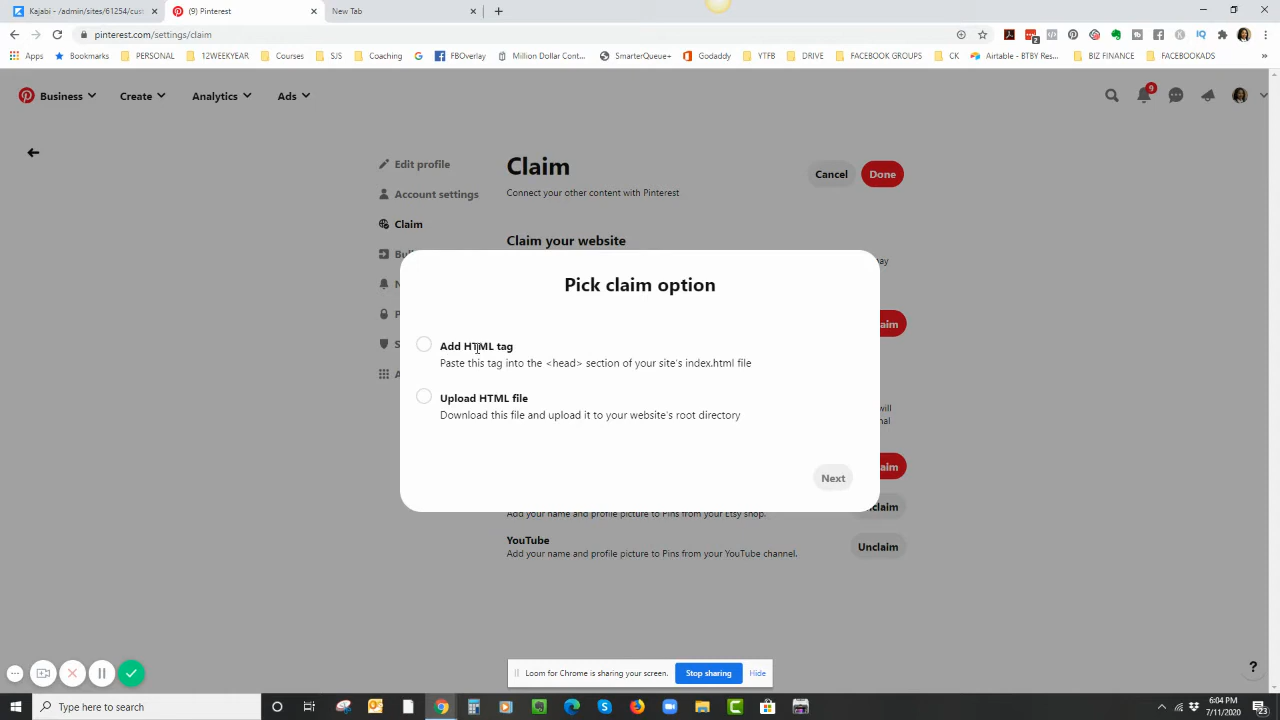 Kajabi - admin/sites/61254/cus
(9) Pinterest
New Tab
pinterest.com/settings/claim
Apps
Bookmarks
PERSONAL
12WEEKYEAR
Courses
SJS
Coaching
FBOverlay
Million Dollar Cont...
SmarterQueue+
Godaddy
YTFB
DRIVE
FACEBOOK GROUPS
CK
Airtable - BTBY Res...
BIZ FINANCE
FACEBOOKADS
Business
Create
Analytics
Ads
9
Edit profile
Account settings
Claim
Claim
Connect your other content with Pinterest
Cancel
Done
Claim your website
Pick claim option
Add HTML tag
Paste this tag into the <head> section of your site's index.html file
Upload HTML file
Download this file and upload it to your website's root directory
Next
Add your name and profile picture to Pins from your Etsy shop.
YouTube
Add your name and profile picture to Pins from your YouTube channel.
Unclaim
Loom for Chrome is sharing your screen.
Stop sharing
Hide
?
Type here to search
6:04 PM
7/11/2020
23